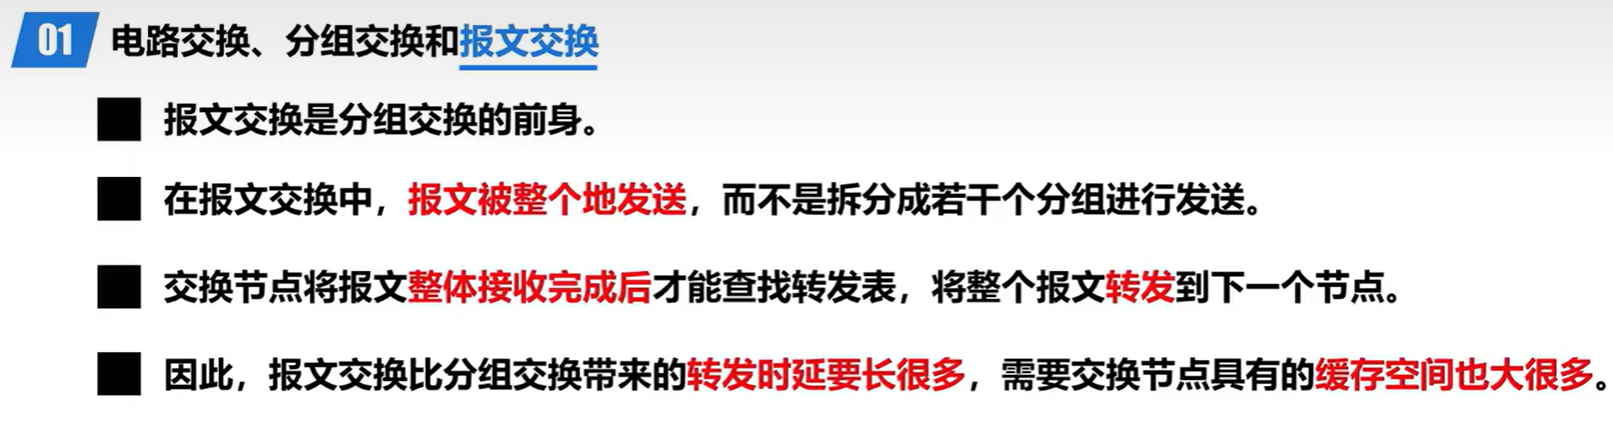 01 电路交换、分组交换和报文交换
报文交换是分组交换的前身。
在报文交换中，报文被整个地发送，而不是拆分成若干个分组进行发送。
交换节点将报文整体接收完成后才能查找转发表，将整个报文转发到下一个节点。
因此，报文交换比分组交换带来的转发时延要长很多，需要交换节点具有的缓存空间也大很多。